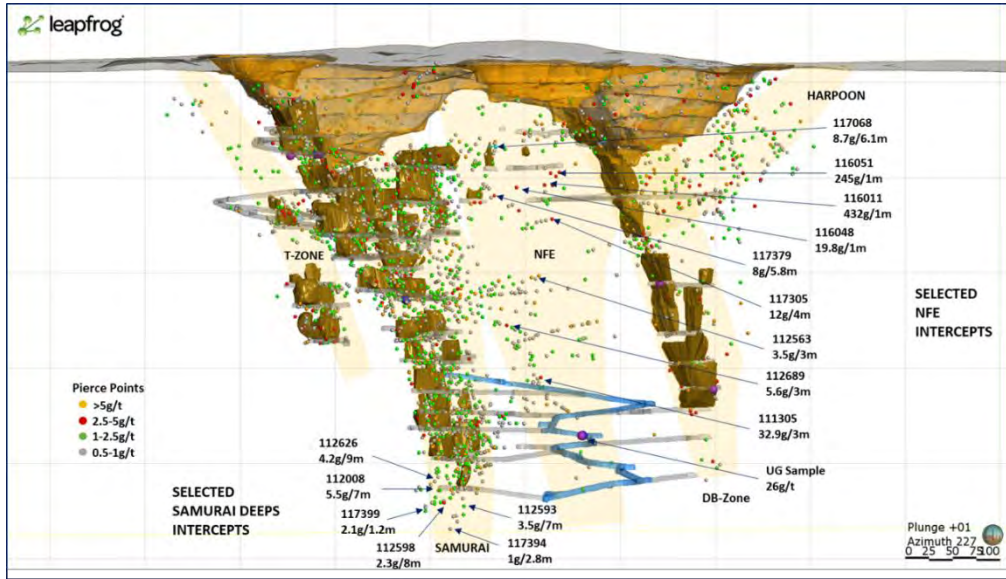 leapfrog
HARPOON
117068
8.7g/6.1m
116051
245g/1m
116011
432g/1m
116048
19.8g/1m
117379
8g/5.8m
T-ZONE
NFE
117305
12g/4m
SELECTED
NFE
INTERCEPTS
112563
3.5g/3m
112689
5.6g/3m
Pierce Points
>5g/t
2.5-5g/t
1-2.5g/t
0.5-1g/t
111305
32.9g/3m
112626
4.2g/9m
UG Sample
26g/t
112008
5.5g/7m
SELECTED
SAMURAI DEEPS
INTERCEPTS
DB-Zone
117399
2.1g/1.2m
112593
3.5g/7m
112598
2.3g/8m
SAMURAI
117394
1g/2.8m
Plunge +01
Azimuth 227
0 25 50 75 100